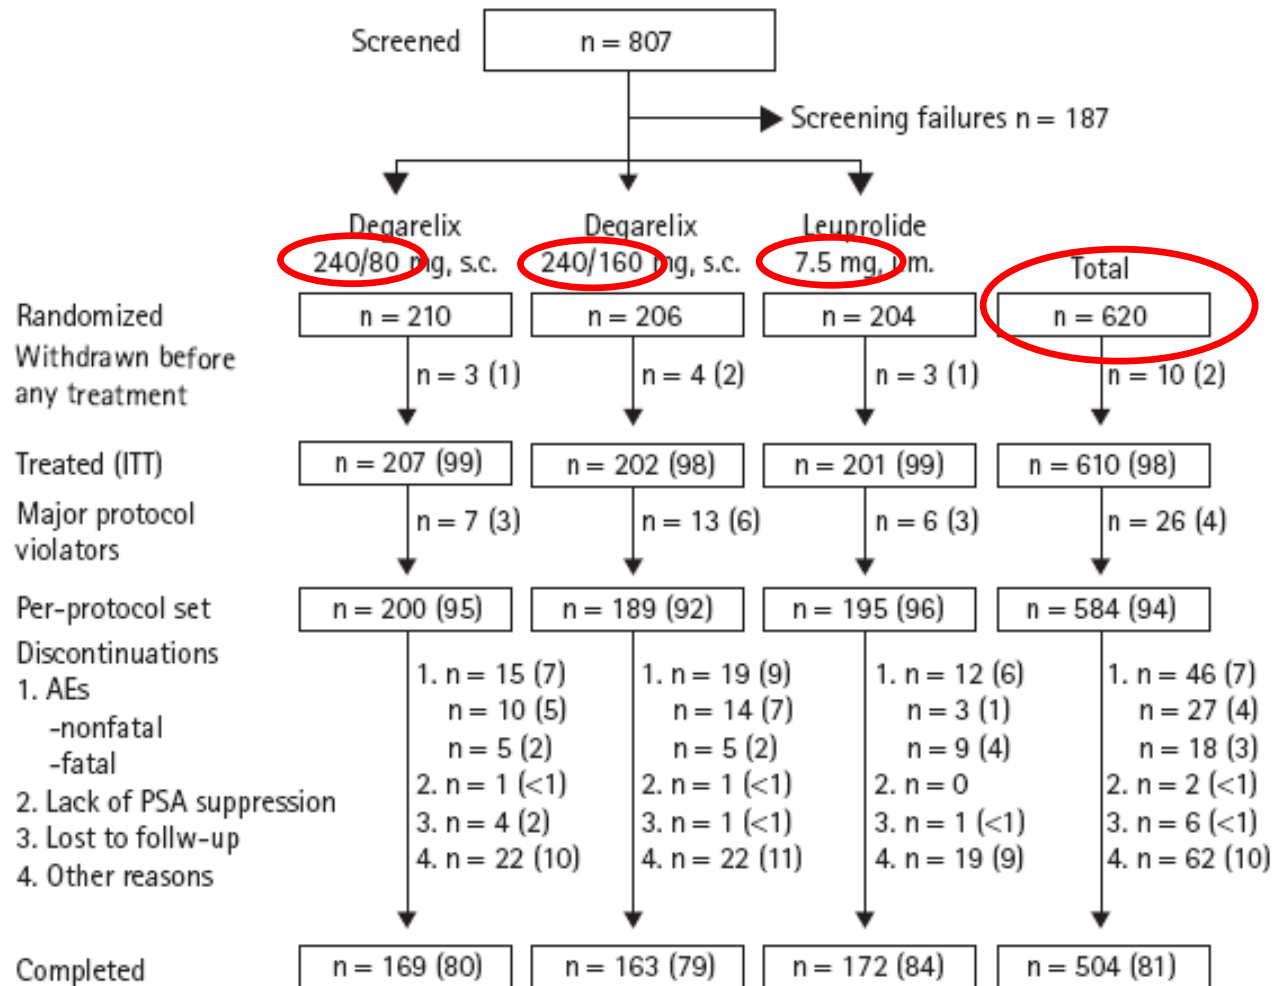 Screened n = 807
Screening failures n = 187
Degarelix Degarelix Leuprolide
240/80 mg, s.c. 240/160 mg, s.c. 7.5 mg, i.m. Total
Randomized n = 210 n = 206 n = 204 n = 620
Withdrawn before
any treatment n = 3 (1) n = 4 (2) n = 3 (1) n = 10 (2)
Treated (ITT) n = 207 (99) n = 202 (98) n = 201 (99) n = 610 (98)
Major protocol
violators n = 7 (3) n = 13 (6) n = 6 (3) n = 26 (4)
Per-protocol set n = 200 (95) n = 189 (92) n = 195 (96) n = 584 (94)
Discontinuations
1. AEs 1. n = 15 (7) 1. n = 19 (9) 1. n = 12 (6) 1. n = 46 (7)
-nonfatal n = 10 (5) n = 14 (7) n = 3 (1) n = 27 (4)
-fatal n = 5 (2) n = 5 (2) n = 9 (4) n = 18 (3)
2. Lack of PSA suppression 2. n = 1 (<1) 2. n = 1 (<1) 2. n = 0 2. n = 2 (<1)
3. Lost to follw-up 3. n = 4 (2) 3. n = 1 (<1) 3. n = 1 (<1) 3. n = 6 (<1)
4. Other reasons 4. n = 22 (10) 4. n = 22 (11) 4. n = 19 (9) 4. n = 62 (10)
Completed n = 169 (80) n = 163 (79) n = 172 (84) n = 504 (81)